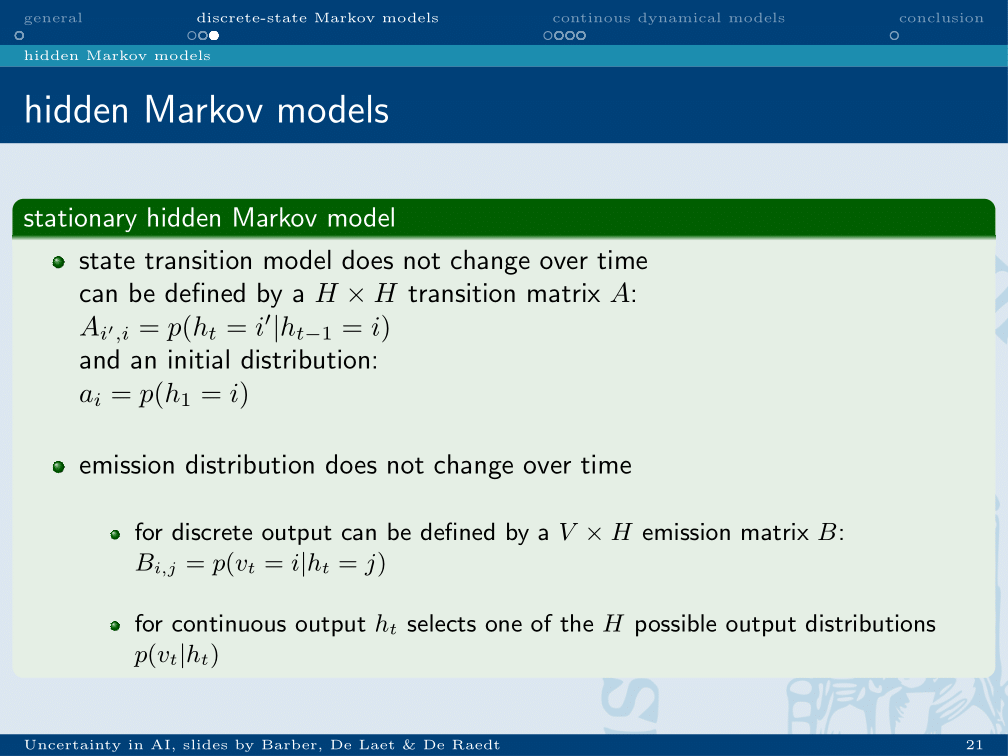 general discrete-state Markov models continous dynamical models conclusion
hidden Markov models
hidden Markov models
stationary hidden Markov model
state transition model does not change over time
can be defined by a H × H transition matrix A:
A_{i′,i} = p(h_t = i′|h_{t−1} = i)
and an initial distribution:
a_i = p(h_1 = i)
emission distribution does not change over time
for discrete output can be defined by a V × H emission matrix B:
B_{i,j} = p(v_t = i|h_t = j)
for continuous output h_t selects one of the H possible output distributions
p(v_t|h_t)
Uncertainty in AI, slides by Barber, De Laet & De Raedt 21